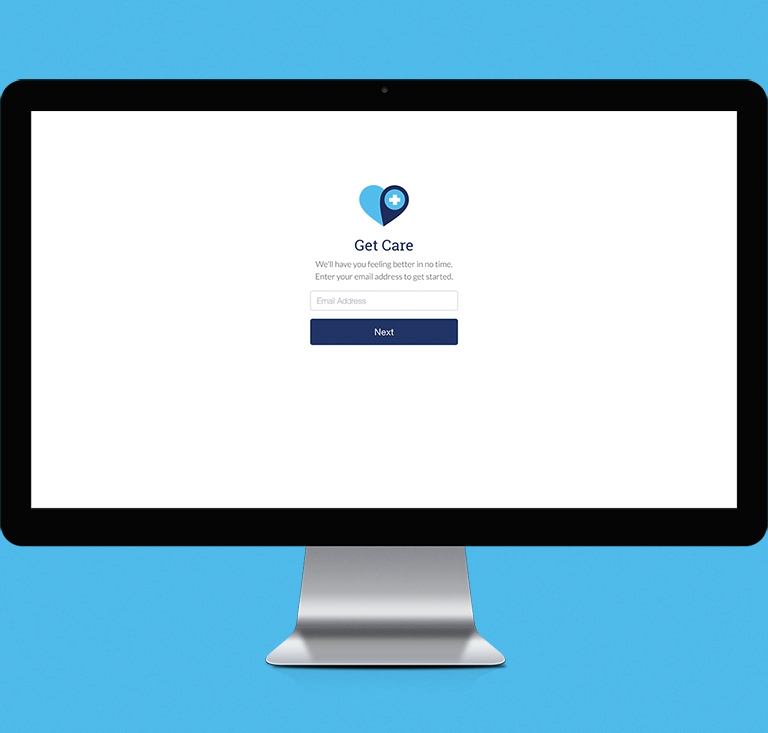 Get Care
We'll have you feeling better in no time.
Enter your email address to get started.
Email Address
Next